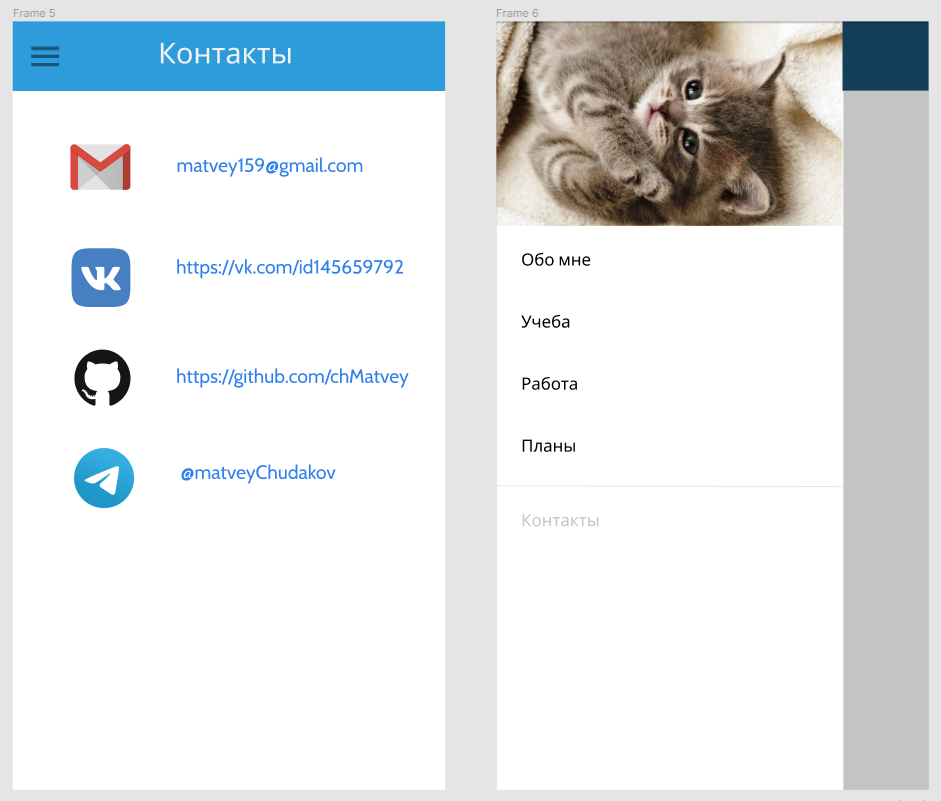 Frame 5
Контакты
matvey159@gmail.com
https://vk.com/id145659792
https://github.com/chMatvey
@matveyChudakov
Frame 6
Обо мне
Учеба
Работа
Планы
Контакты